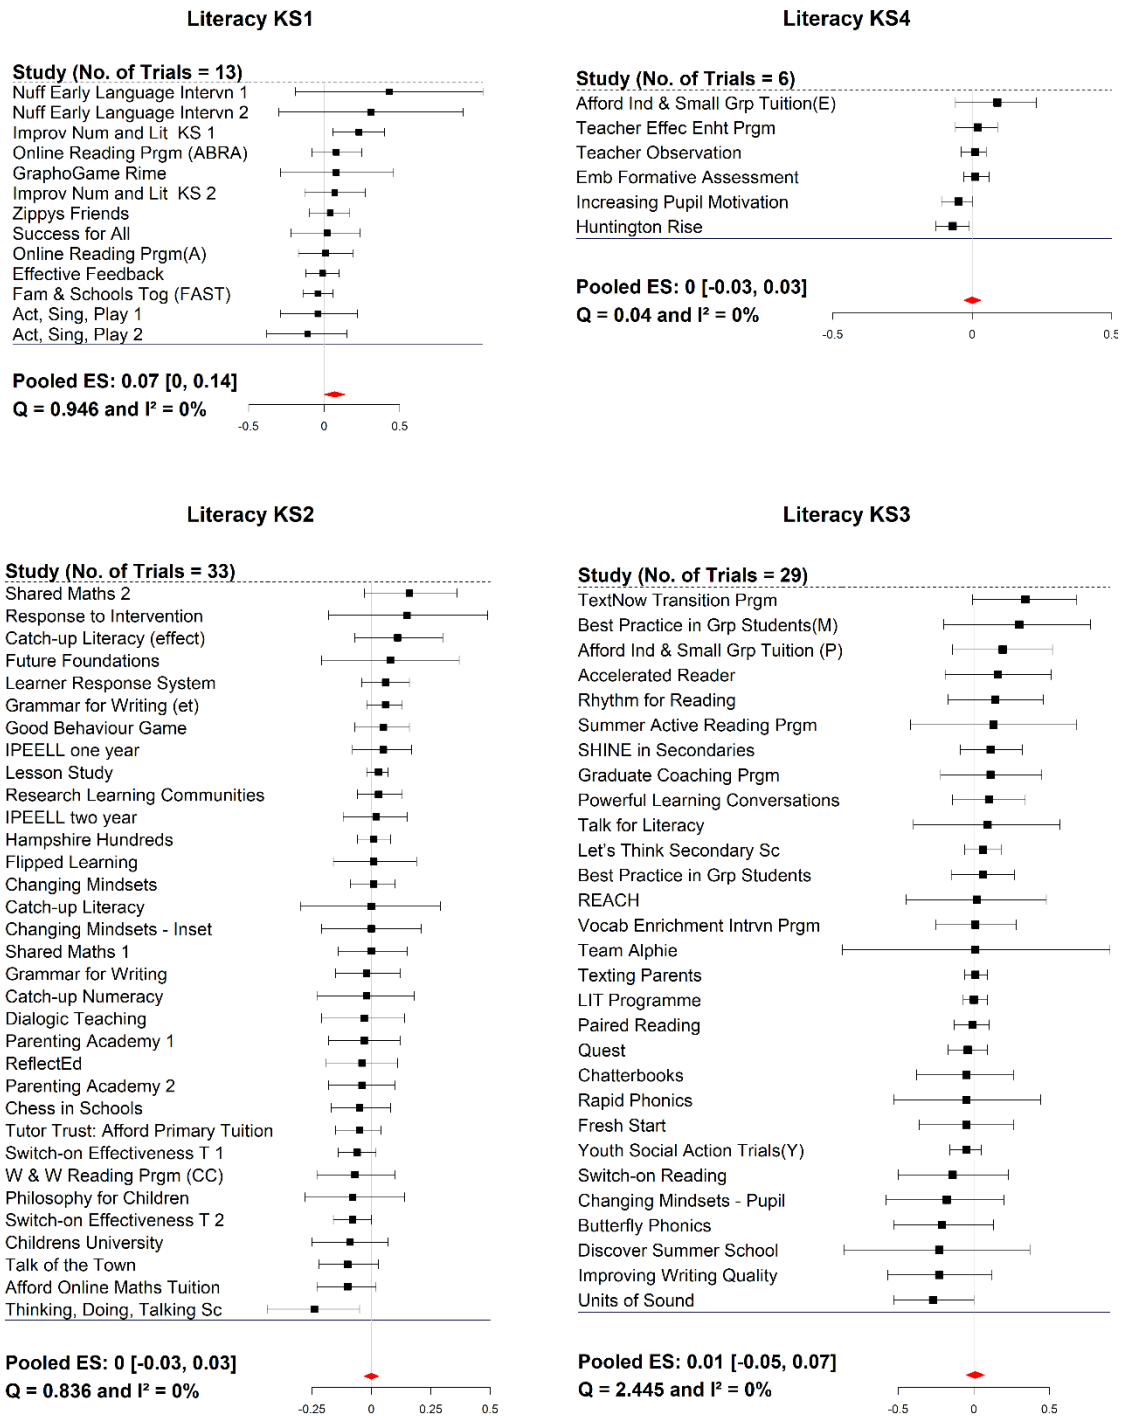 Literacy KS1
Study (No. of Trials = 13)
Nuff Early Language Intervn 1
Nuff Early Language Intervn 2
Improv Num and Lit KS 1
Online Reading Prgm (ABRA)
GraphoGame Rime
Improv Num and Lit KS 2
Zippys Friends
Success for All
Online Reading Prgm(A)
Effective Feedback
Fam & Schools Tog (FAST)
Act, Sing, Play 1
Act, Sing, Play 2
Pooled ES: 0.07 [0, 0.14]
Q = 0.946 and I² = 0%
-0.5 0 0.5
Literacy KS4
Study (No. of Trials = 6)
Afford Ind & Small Grp Tuition(E)
Teacher Effec Enht Prgm
Teacher Observation
Emb Formative Assessment
Increasing Pupil Motivation
Huntington Rise
Pooled ES: 0 [-0.03, 0.03]
Q = 0.04 and I² = 0%
-0.5 0 0.5
Literacy KS2
Study (No. of Trials = 33)
Shared Maths 2
Response to Intervention
Catch-up Literacy (effect)
Future Foundations
Learner Response System
Grammar for Writing (et)
Good Behaviour Game
IPEELL one year
Lesson Study
Research Learning Communities
IPEELL two year
Hampshire Hundreds
Flipped Learning
Changing Mindsets
Catch-up Literacy
Changing Mindsets - Inset
Shared Maths 1
Grammar for Writing
Catch-up Numeracy
Dialogic Teaching
Parenting Academy 1
ReflectEd
Parenting Academy 2
Chess in Schools
Tutor Trust: Afford Primary Tuition
Switch-on Effectiveness T 1
W & W Reading Prgm (CC)
Philosophy for Children
Switch-on Effectiveness T 2
Childrens University
Talk of the Town
Afford Online Maths Tuition
Thinking, Doing, Talking Sc
Pooled ES: 0 [-0.03, 0.03]
Q = 0.836 and I² = 0%
-0.25 0 0.25 0.5
Literacy KS3
Study (No. of Trials = 29)
TextNow Transition Prgm
Best Practice in Grp Students(M)
Afford Ind & Small Grp Tuition (P)
Accelerated Reader
Rhythm for Reading
Summer Active Reading Prgm
SHINE in Secondaries
Graduate Coaching Prgm
Powerful Learning Conversations
Talk for Literacy
Let's Think Secondary Sc
Best Practice in Grp Students
REACH
Vocab Enrichment Intrvn Prgm
Team Alphie
Texting Parents
LIT Programme
Paired Reading
Quest
Chatterbooks
Rapid Phonics
Fresh Start
Youth Social Action Trials(Y)
Switch-on Reading
Changing Mindsets - Pupil
Butterfly Phonics
Discover Summer School
Improving Writing Quality
Units of Sound
Pooled ES: 0.01 [-0.05, 0.07]
Q = 2.445 and I² = 0%
-0.5 0 0.5